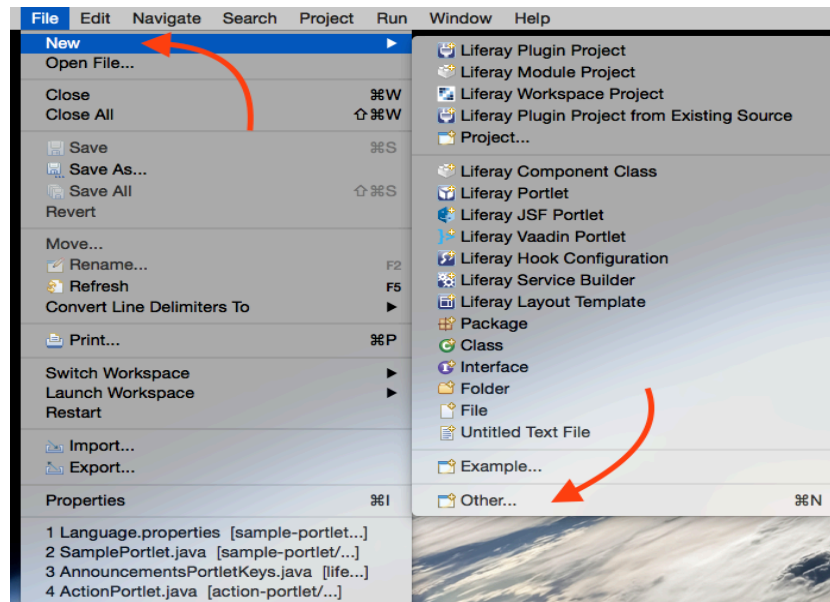 File Edit Navigate Search Project Run Window Help
New ▶
Open File...
Close ⌘W
Close All ⇧⌘W
Save ⌘S
Save As...
Save All ⇧⌘S
Revert
Move...
Rename... F2
Refresh F5
Convert Line Delimiters To ▶
Print... ⌘P
Switch Workspace ▶
Launch Workspace ▶
Restart
Import...
Export...
Properties ⌘I
1 Language.properties [sample-portlet...]
2 SamplePortlet.java [sample-portlet/...]
3 AnnouncementsPortletKeys.java [life...]
4 ActionPortlet.java [action-portlet/...]
Liferay Plugin Project
Liferay Module Project
Liferay Workspace Project
Liferay Plugin Project from Existing Source
Project...
Liferay Component Class
Liferay Portlet
Liferay JSF Portlet
Liferay Vaadin Portlet
Liferay Hook Configuration
Liferay Service Builder
Liferay Layout Template
Package
Class
Interface
Folder
File
Untitled Text File
Example...
Other... ⌘N